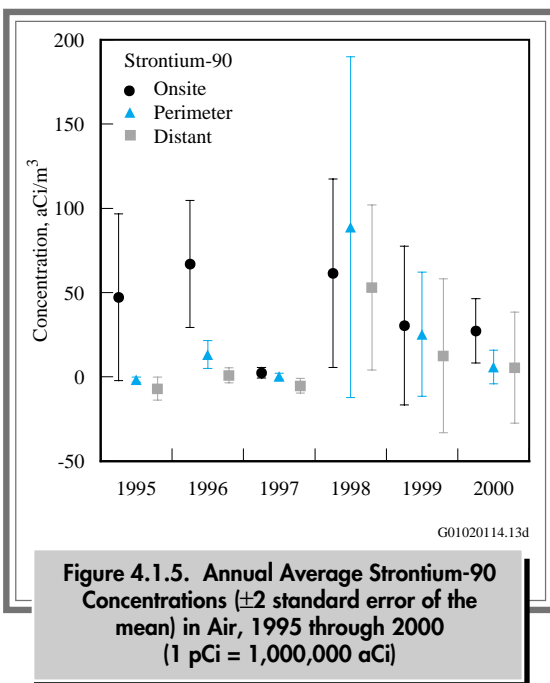 200
150
100
50
0
-50
Concentration, aCi/m³
Strontium-90
Onsite
Perimeter
Distant
1995 1996 1997 1998 1999 2000
G01020114.13d
Figure 4.1.5. Annual Average Strontium-90
Concentrations (±2 standard error of the
mean) in Air, 1995 through 2000
(1 pCi = 1,000,000 aCi)